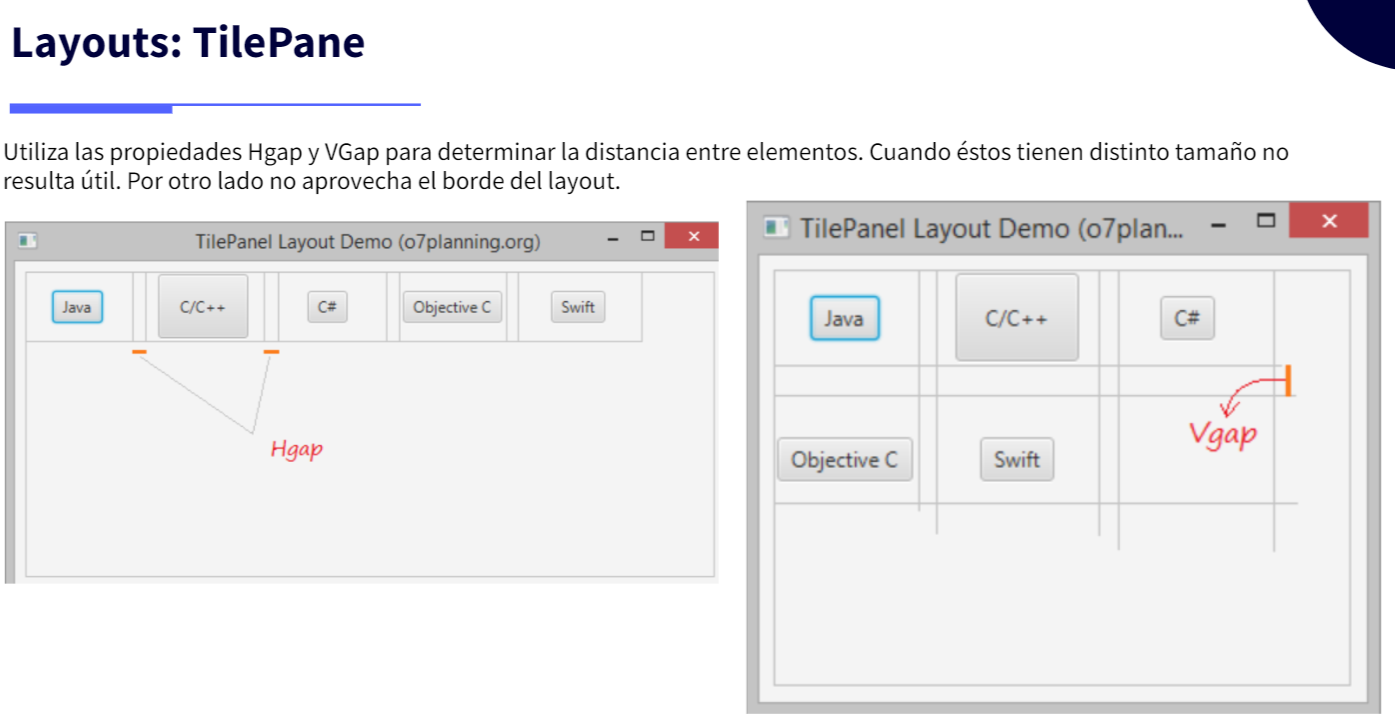 Layouts: TilePane
Utiliza las propiedades Hgap y VGap para determinar la distancia entre elementos. Cuando éstos tienen distinto tamaño no
resulta útil. Por otro lado no aprovecha el borde del layout.
TilePanel Layout Demo (o7planning.org)
Java
C/C++
C#
Objective C
Swift
Hgap
TilePanel Layout Demo (o7plan...
Java
C/C++
C#
Vgap
Objective C
Swift